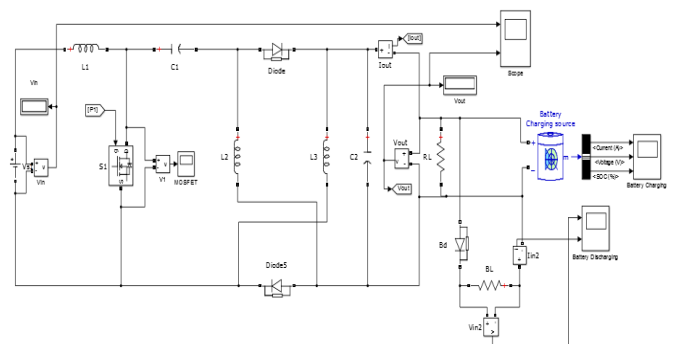 [Iout]
L1
C1
Diode
Iout
Scope
Vin
Vout
Battery
Charging source
[P1]
Vin
S1
V1
MOSFET
L2
L3
C2
Vout
RL
m
<Current (A)>
<Voltage (V)>
<SOC (%)>
Battery Charging
Vout
Bd
Iin2
Battery Discharging
Diode5
BL
Vin2